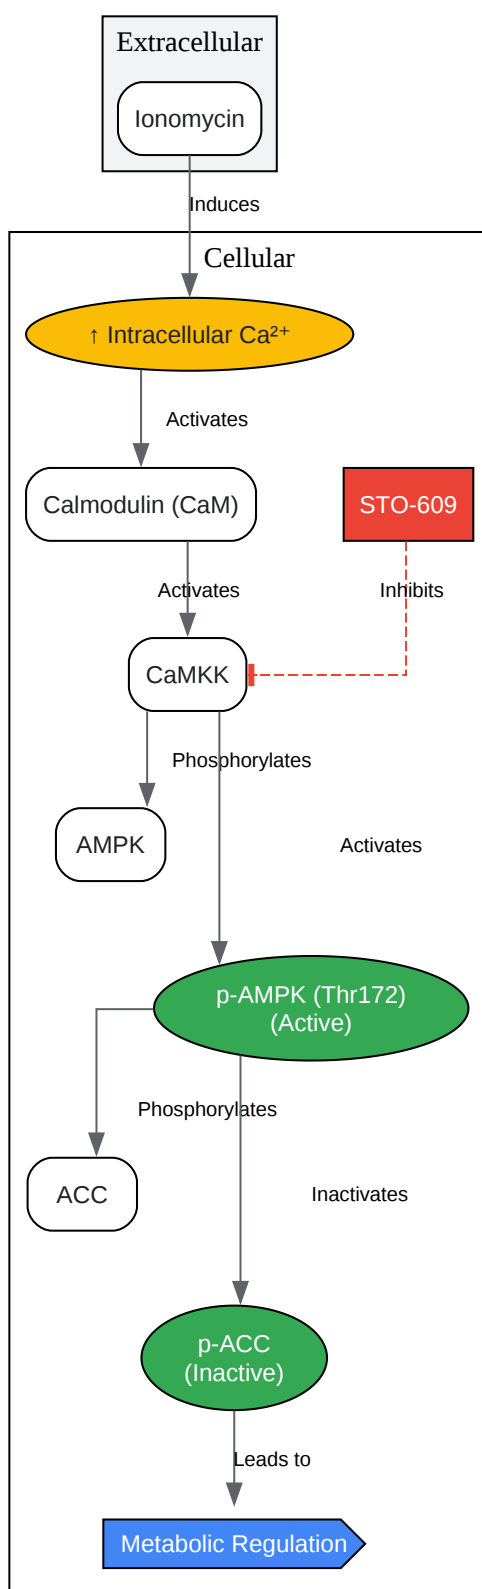 Extracellular
Ionomycin
Induces
Cellular
↑ Intracellular Ca²⁺
Activates
Calmodulin (CaM)
STO-609
Activates
Inhibits
CaMKK
Phosphorylates
AMPK
Activates
p-AMPK (Thr172)
(Active)
Phosphorylates
ACC
Inactivates
p-ACC
(Inactive)
Leads to
Metabolic Regulation